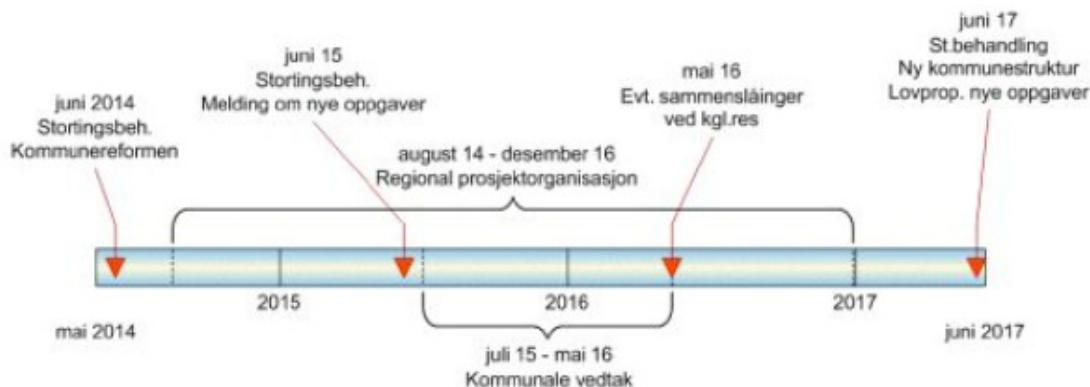 juni 2014
Stortingsbeh.
Kommunereformen
juni 15
Stortingsbeh.
Melding om nye oppgaver
august 14 - desember 16
Regional prosjektorganisasjon
mai 16
Evt. sammenslåinger
ved kgl.res
juni 17
St.behandling
Ny kommunestruktur
Lovprop. nye oppgaver
2015
2016
2017
mai 2014
juni 2017
juli 15 - mai 16
Kommunale vedtak